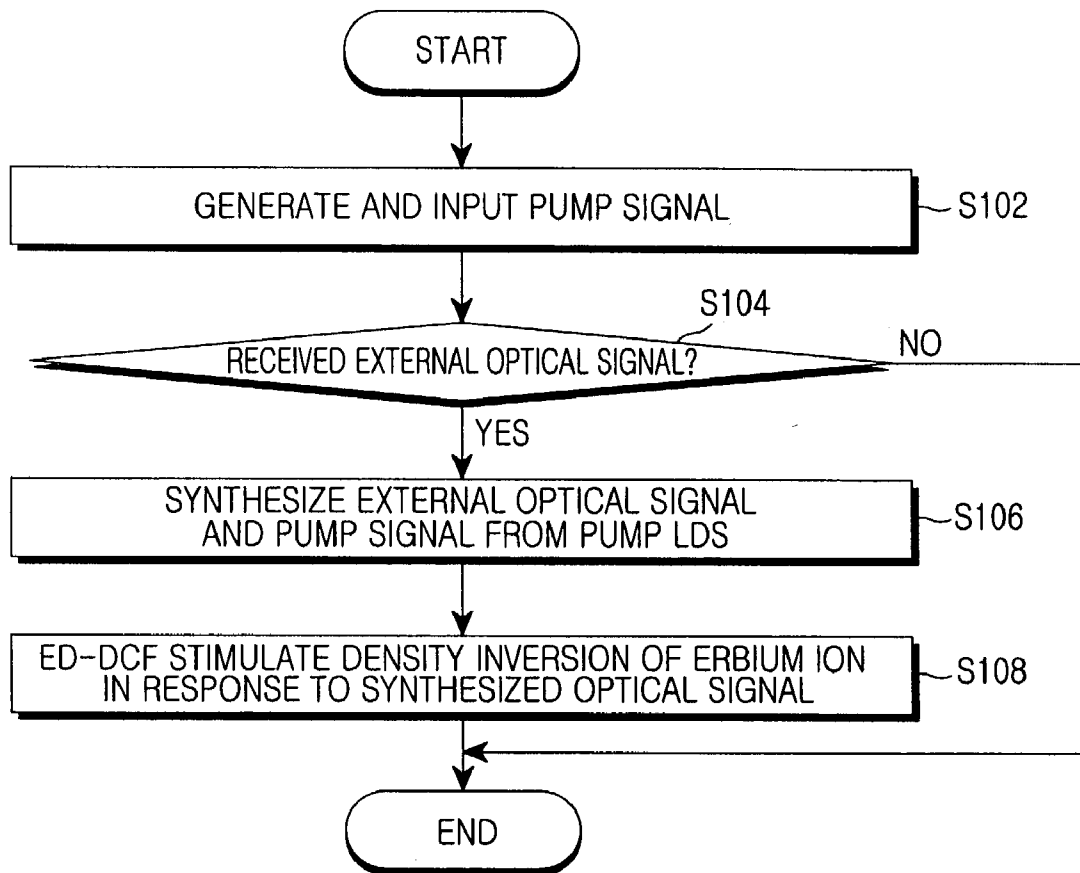 START
GENERATE AND INPUT PUMP SIGNAL
S102
S104
RECEIVED EXTERNAL OPTICAL SIGNAL?
NO
YES
SYNTHESIZE EXTERNAL OPTICAL SIGNAL
AND PUMP SIGNAL FROM PUMP LDS
S106
ED-DCF STIMULATE DENSITY INVERSION OF ERBIUM ION
IN RESPONSE TO SYNTHESIZED OPTICAL SIGNAL
S108
END